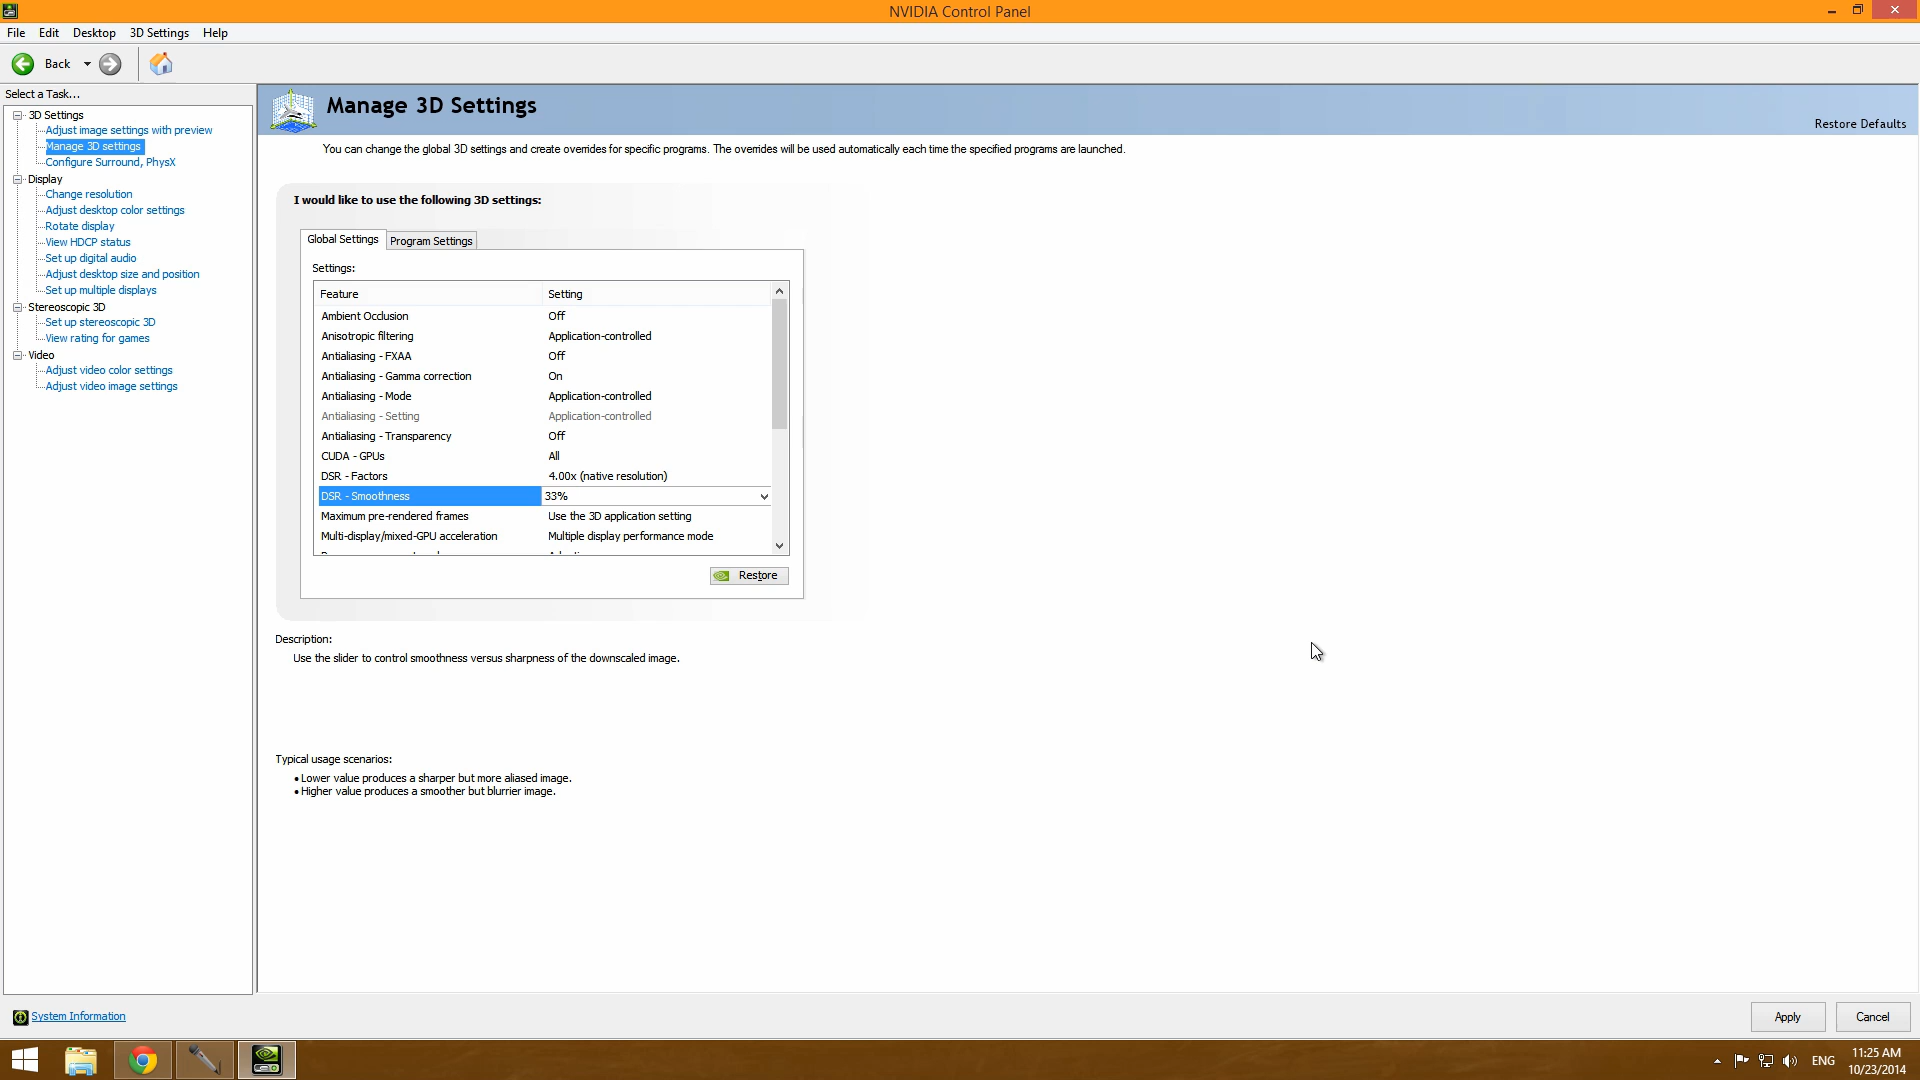 NVIDIA Control Panel
File Edit Desktop 3D Settings Help
Back
Select a Task...
3D Settings
Adjust image settings with preview
Manage 3D settings
Configure Surround, PhysX
Display
Change resolution
Adjust desktop color settings
Rotate display
View HDCP status
Set up digital audio
Adjust desktop size and position
Set up multiple displays
Stereoscopic 3D
Set up stereoscopic 3D
View rating for games
Video
Adjust video color settings
Adjust video image settings
Manage 3D Settings
Restore Defaults
You can change the global 3D settings and create overrides for specific programs. The overrides will be used automatically each time the specified programs are launched.
I would like to use the following 3D settings:
Global Settings Program Settings
Settings:
Feature Setting
Ambient Occlusion Off
Anisotropic filtering Application-controlled
Antialiasing - FXAA Off
Antialiasing - Gamma correction On
Antialiasing - Mode Application-controlled
Antialiasing - Setting Application-controlled
Antialiasing - Transparency Off
CUDA - GPUs All
DSR - Factors 4.00x (native resolution)
DSR - Smoothness 33%
Maximum pre-rendered frames Use the 3D application setting
Multi-display/mixed-GPU acceleration Multiple display performance mode
Restore
Description:
Use the slider to control smoothness versus sharpness of the downscaled image.
Typical usage scenarios:
• Lower value produces a sharper but more aliased image.
• Higher value produces a smoother but blurrier image.
System Information
Apply Cancel
ENG
11:25 AM
10/23/2014